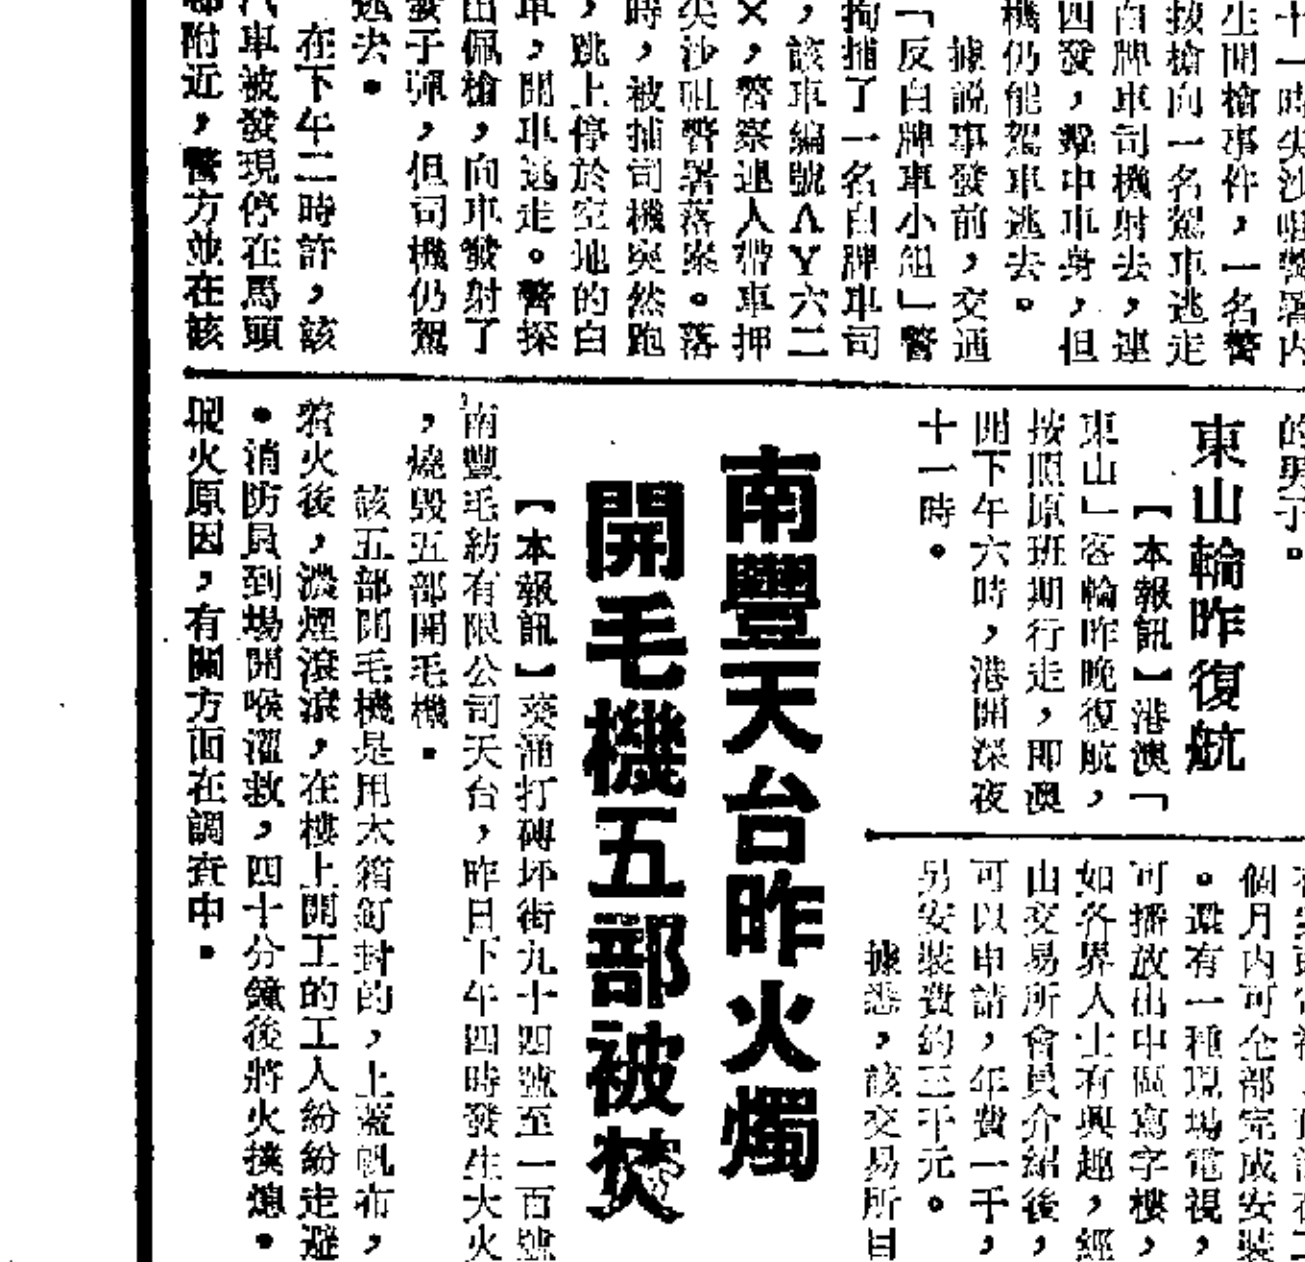 十一時尖沙咀警署內
生開槍事件，一名警
拔槍向一名駕車逃走
白牌車司機射去，連
四發，擊中車身，但
機仍能駕車逃去。
據說事發前，交通
「反白牌車小組」警
拘捕了一名白牌車司
，該車編號AY六二
×，警察連人帶車押
尖沙咀警署落案。落
時，被捕司機突然跑
，跳上停於空地的白
車，開車逃走。警探
出佩槍，向車發射了
發子彈，但司機仍駕
逃去。
在下午二時許，該
汽車被發現停在馬頭
附近，警方並在該
的男子。
東山輪昨復航
【本報訊】港澳「
東山」客輪昨晚復航，
按照原班期行走，即澳
開下午六時，港開深夜
十一時。
個月內可全部完成安裝
。還有一種現場電視，
可播放出中區寫字樓，
如各界人士有興趣，經
由交易所會員介紹後，
可以申請，年費一千，
另安裝費約三千元。
據悉，該交易所目
南豐天台昨火燭
開毛機五部被焚
【本報訊】葵涌打磚坪街九十四號至一百號
南豐毛紡有限公司天台，昨日下午四時發生大火
，燒毀五部開毛機。
該五部開毛機是用木箱釘封的，上蓋帆布，
着火後，濃煙滾滾，在樓上開工的工人紛紛走避
。消防員到場開喉灌救，四十分鐘後將火撲熄。
現火原因，有關方面在調查中。